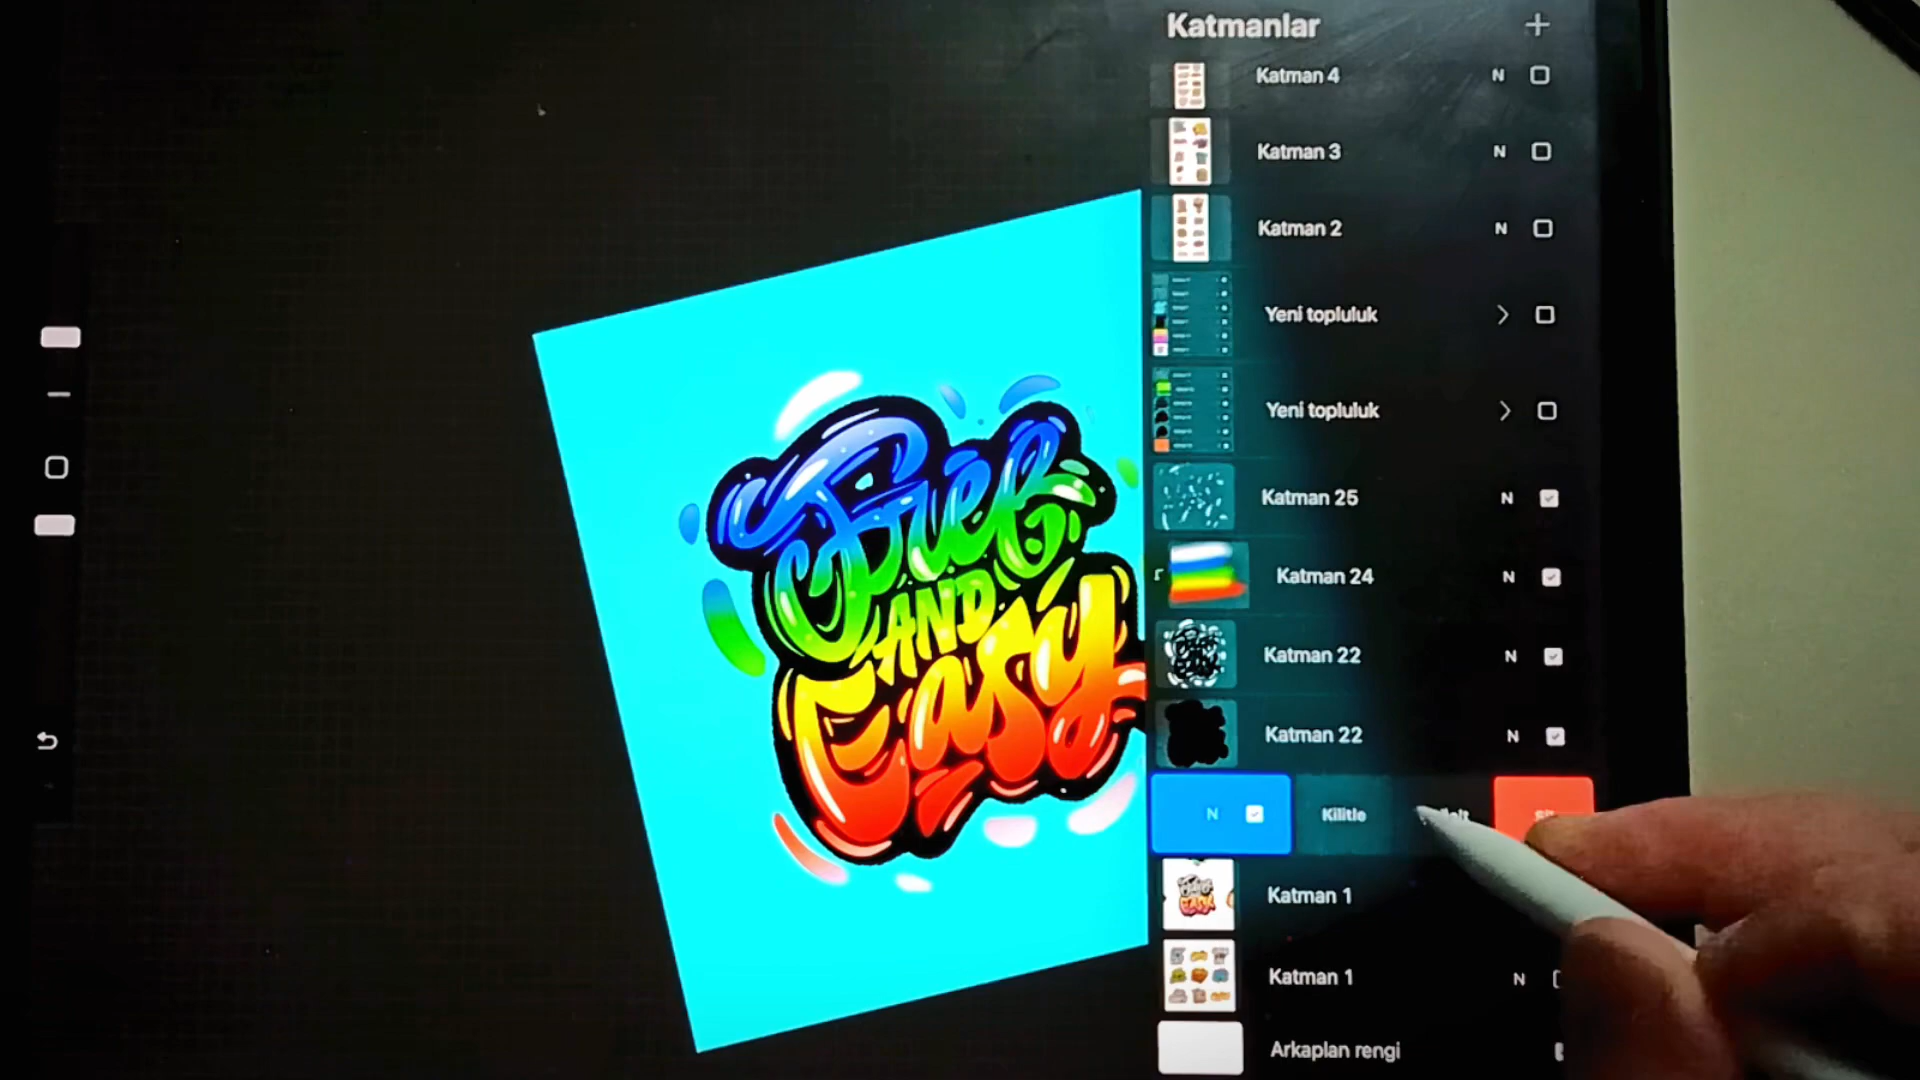 Katmanlar
Katman 4 N
Katman 3 N
Katman 2 N
Yeni topluluk
Yeni topluluk
Katman 25 N
Katman 24 N
Katman 22 N
Katman 22 N
N Kilitle
Katman 1
Katman 1 N
Arkaplan rengi
AND
Easy